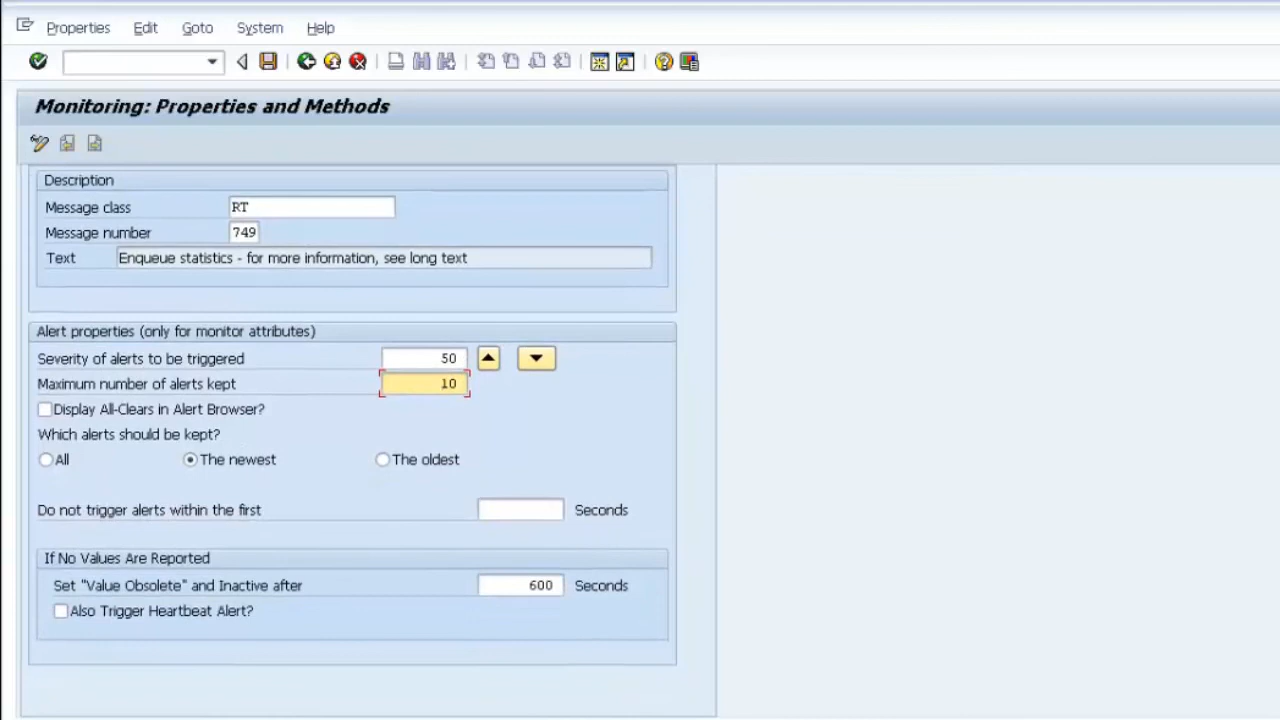 Properties Edit Goto System Help
Monitoring: Properties and Methods
Description
Message class RT
Message number 749
Text Enqueue statistics - for more information, see long text
Alert properties (only for monitor attributes)
Severity of alerts to be triggered 50
Maximum number of alerts kept 10
Display All-Clears in Alert Browser?
Which alerts should be kept?
All The newest The oldest
Do not trigger alerts within the first Seconds
If No Values Are Reported
Set "Value Obsolete" and Inactive after 600 Seconds
Also Trigger Heartbeat Alert?